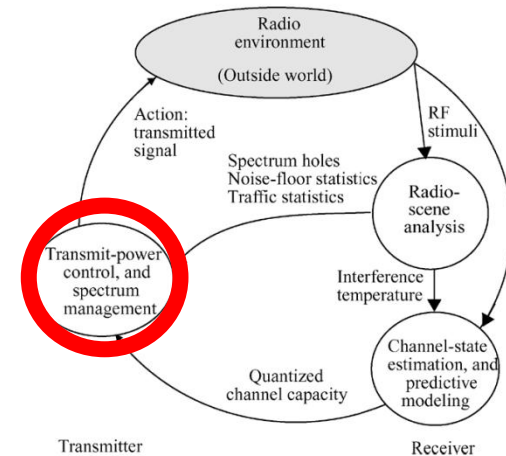 Radio
environment
(Outside world)
Action:
transmitted
signal
RF
stimuli
Spectrum holes
Noise-floor statistics
Traffic statistics
Radio-
scene
analysis
Transmit-power
control, and
spectrum
management
Interference
temperature
Channel-state
estimation, and
predictive
modeling
Quantized
channel capacity
Transmitter
Receiver